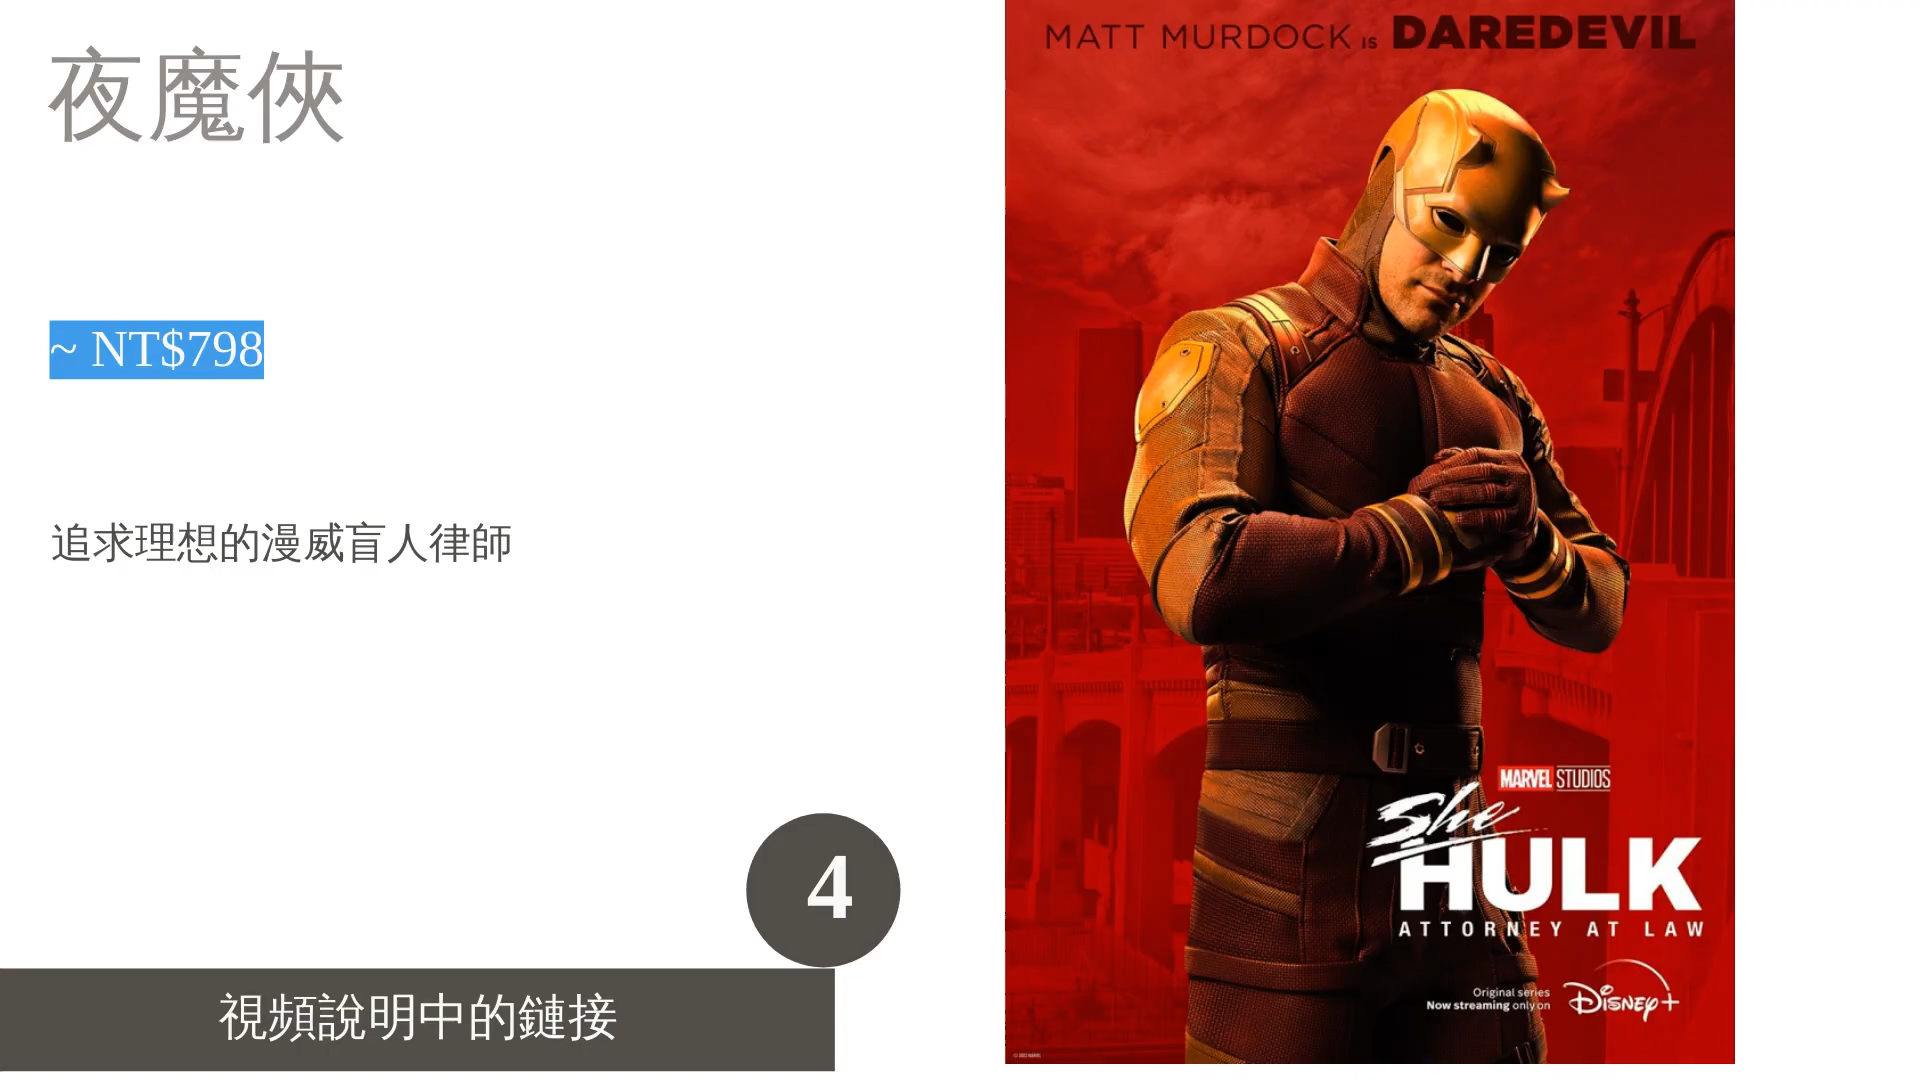 夜魔俠
~ NT$798
追求理想的漫威盲人律師
4
視頻說明中的鏈接
MATT MURDOCK IS DAREDEVIL
MARVEL STUDIOS
She
HULK
ATTORNEY AT LAW
Original series
Now streaming only on
Disney+
© 2022 MARVEL